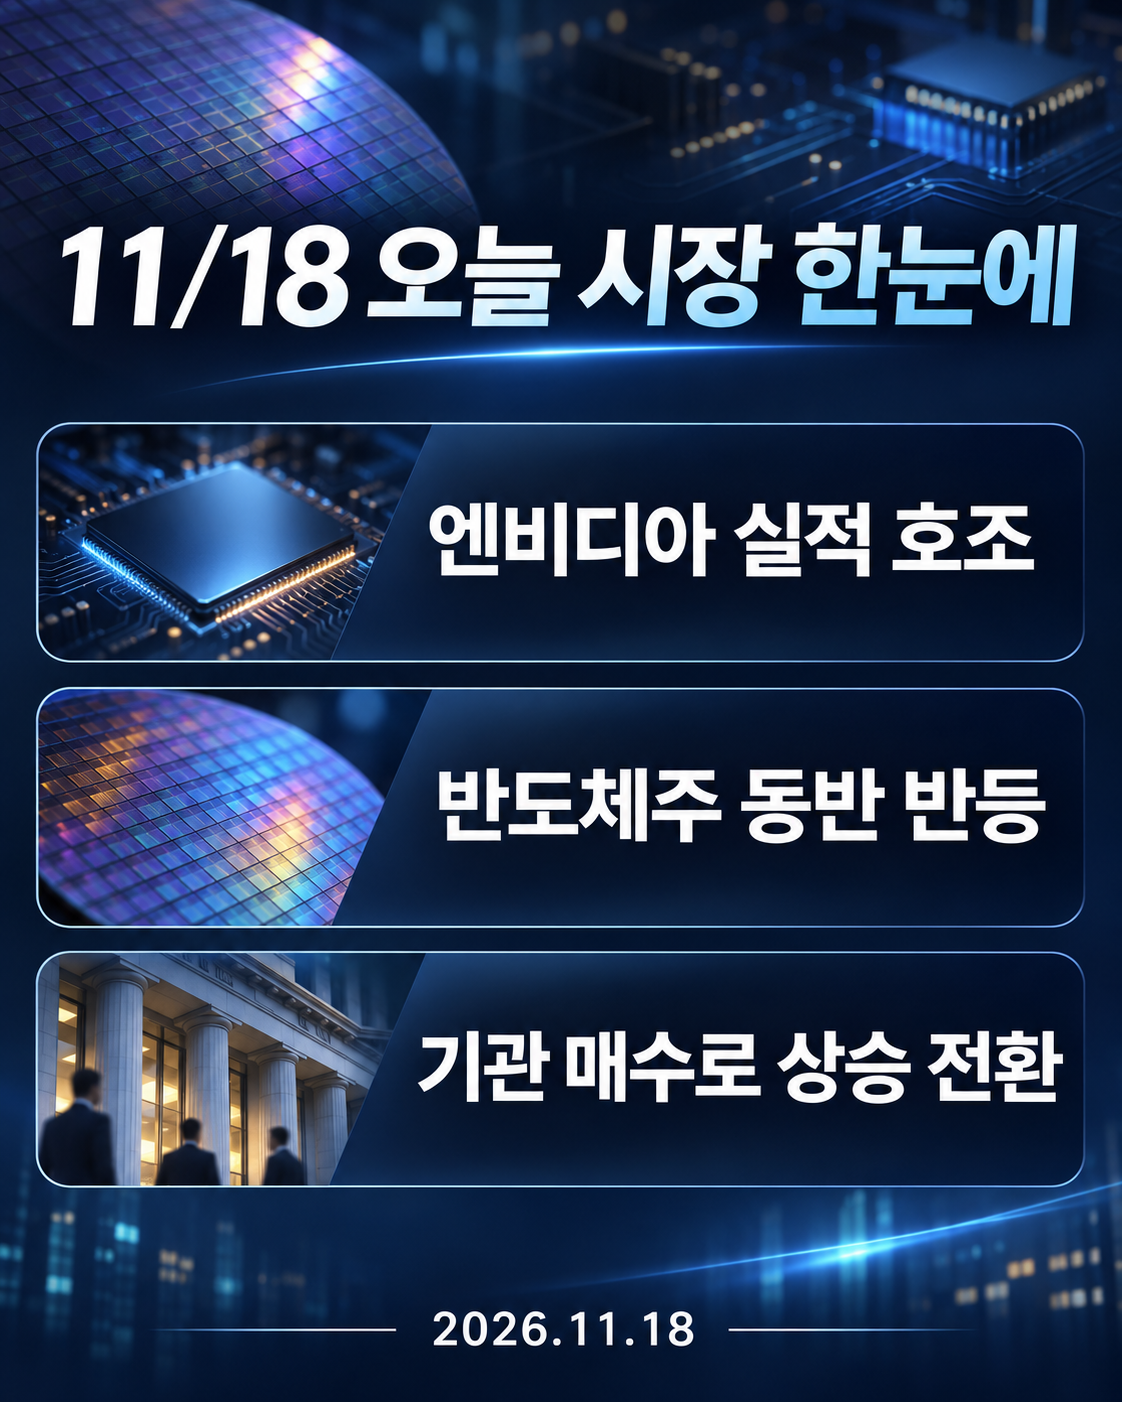 11/18 오늘 시장 한눈에
엔비디아 실적 호조
반도체주 동반 반등
기관 매수로 상승 전환
2026.11.18